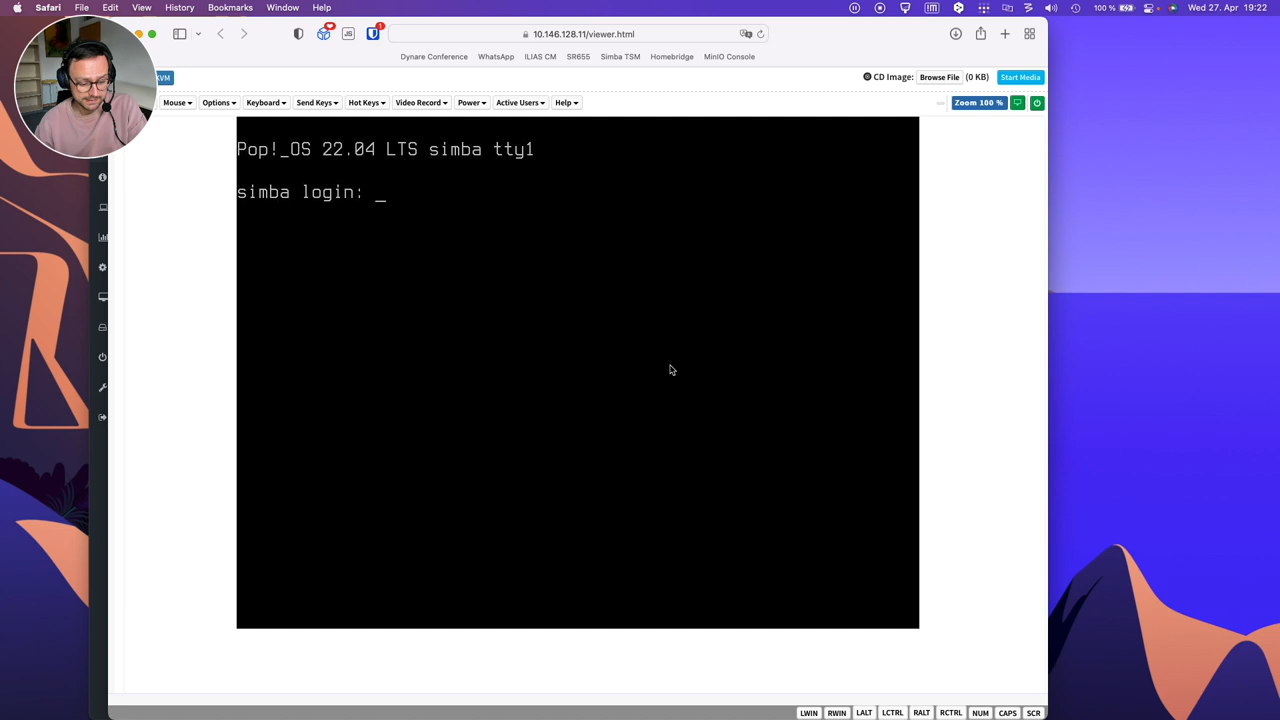 Safari File Edit View History Bookmarks Window Help
100 % Wed 27. Apr 19:22
10.146.128.11/viewer.html
Dynare Conference WhatsApp ILIAS CM SR655 Simba TSM Homebridge MinIO Console
KVM
CD Image: Browse File (0 KB) Start Media
Mouse Options Keyboard Send Keys Hot Keys Video Record Power Active Users Help
Zoom 100 %
Pop!_OS 22.04 LTS simba tty1
simba login: _
LWIN RWIN LALT LCTRL RALT RCTRL NUM CAPS SCR